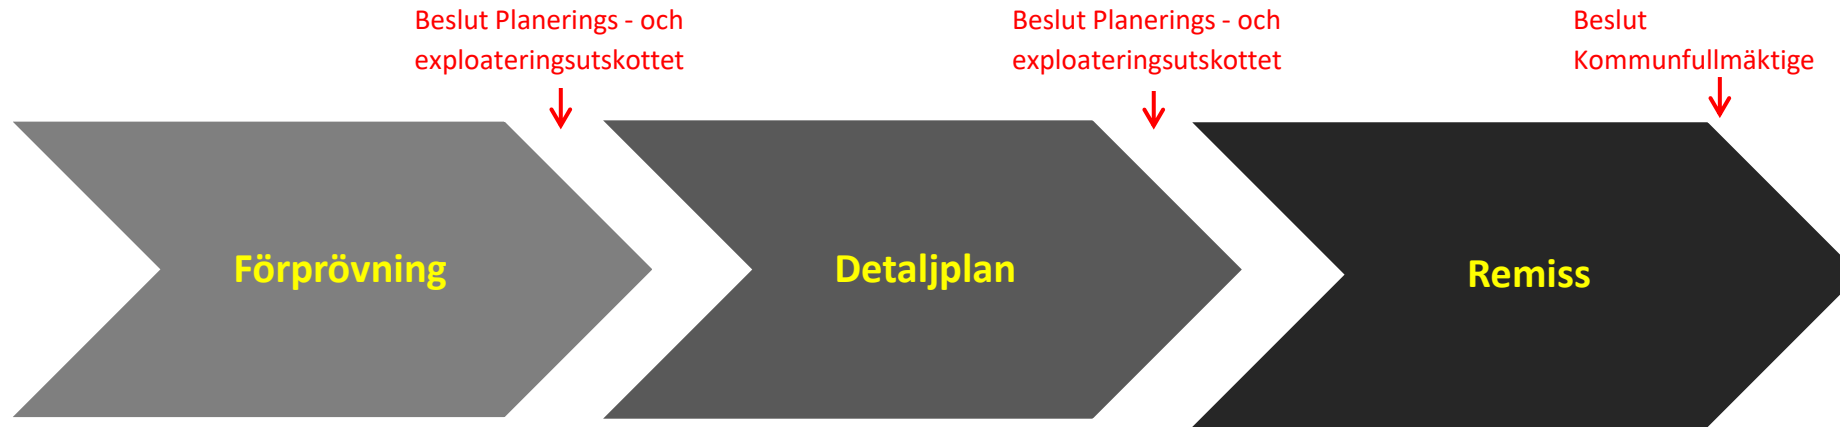 Beslut Planerings - och
exploateringsutskottet
Beslut Planerings - och
exploateringsutskottet
Beslut
Kommunfullmäktige
Förprövning
Detaljplan
Remiss